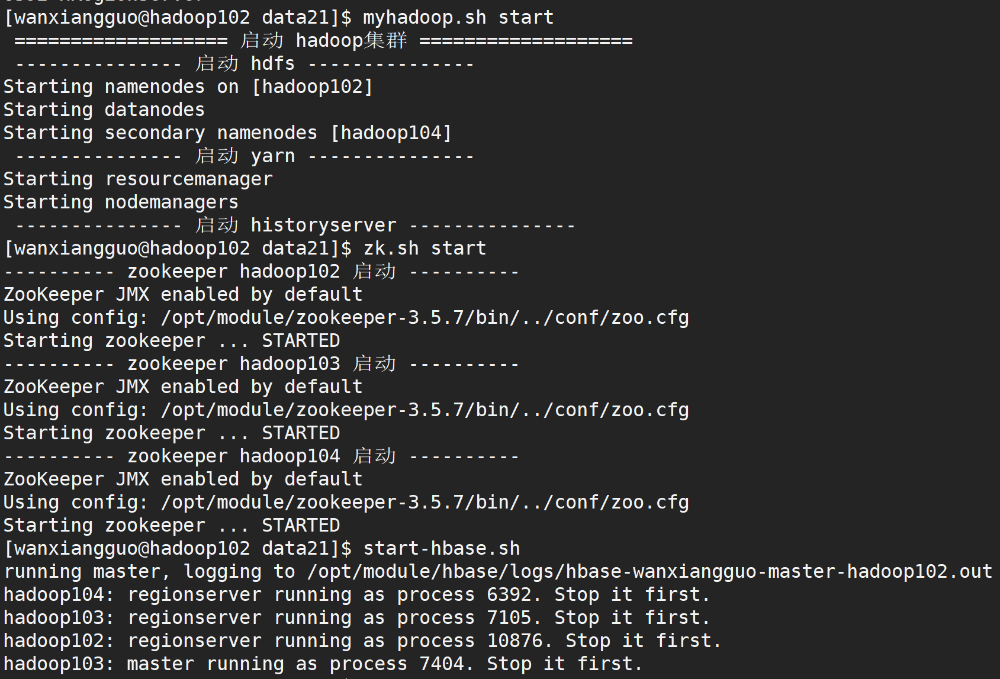 [wanxiangguo@hadoop102 data21]$ myhadoop.sh start
=================== 启动 hadoop集群 ===================
--------------- 启动 hdfs ---------------
Starting namenodes on [hadoop102]
Starting datanodes
Starting secondary namenodes [hadoop104]
--------------- 启动 yarn ---------------
Starting resourcemanager
Starting nodemanagers
--------------- 启动 historyserver ---------------
[wanxiangguo@hadoop102 data21]$ zk.sh start
---------- zookeeper hadoop102 启动 ----------
ZooKeeper JMX enabled by default
Using config: /opt/module/zookeeper-3.5.7/bin/../conf/zoo.cfg
Starting zookeeper ... STARTED
---------- zookeeper hadoop103 启动 ----------
ZooKeeper JMX enabled by default
Using config: /opt/module/zookeeper-3.5.7/bin/../conf/zoo.cfg
Starting zookeeper ... STARTED
---------- zookeeper hadoop104 启动 ----------
ZooKeeper JMX enabled by default
Using config: /opt/module/zookeeper-3.5.7/bin/../conf/zoo.cfg
Starting zookeeper ... STARTED
[wanxiangguo@hadoop102 data21]$ start-hbase.sh
running master, logging to /opt/module/hbase/logs/hbase-wanxiangguo-master-hadoop102.out
hadoop104: regionserver running as process 6392. Stop it first.
hadoop103: regionserver running as process 7105. Stop it first.
hadoop102: regionserver running as process 10876. Stop it first.
hadoop103: master running as process 7404. Stop it first.